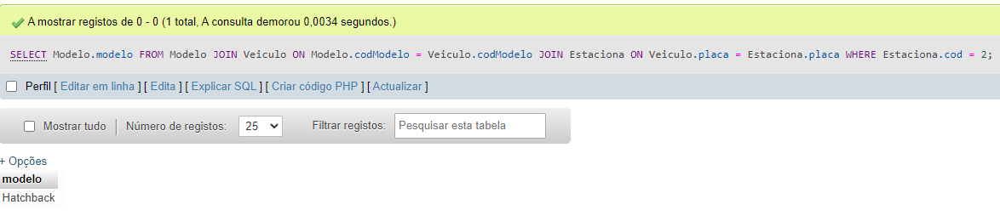 A mostrar registos de 0 - 0 (1 total, A consulta demorou 0,0034 segundos.)
SELECT Modelo.modelo FROM Modelo JOIN Veiculo ON Modelo.codModelo = Veiculo.codModelo JOIN Estaciona ON Veiculo.placa = Estaciona.placa WHERE Estaciona.cod = 2;
Perfil [ Editar em linha ] [ Edita ] [ Explicar SQL ] [ Criar código PHP ] [ Actualizar ]
Mostrar tudo | Número de registos: 25 Filtrar registos: Pesquisar esta tabela
+ Opções
modelo
Hatchback